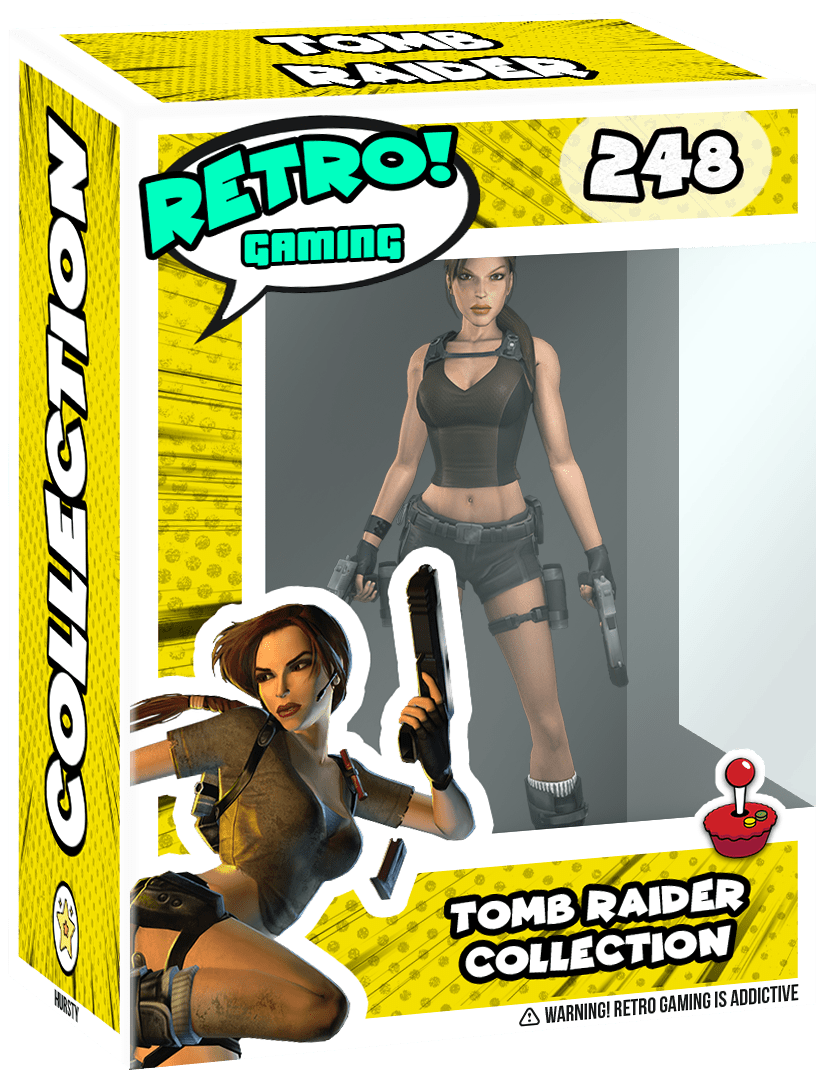 TOMB
RAIDER
RETRO!
GAMING
248
COLLECTION
TOMB RAIDER
COLLECTION
WARNING! RETRO GAMING IS ADDICTIVE
HURSTY